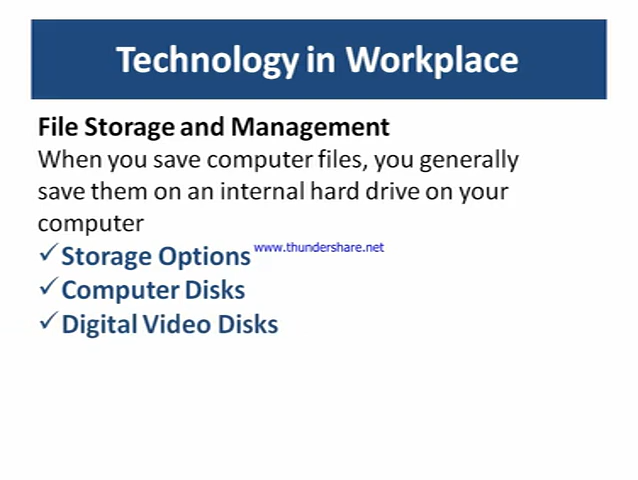 Technology in Workplace
File Storage and Management
When you save computer files, you generally
save them on an internal hard drive on your
computer
✓Storage Options
www.thundershare.net
✓Computer Disks
✓Digital Video Disks